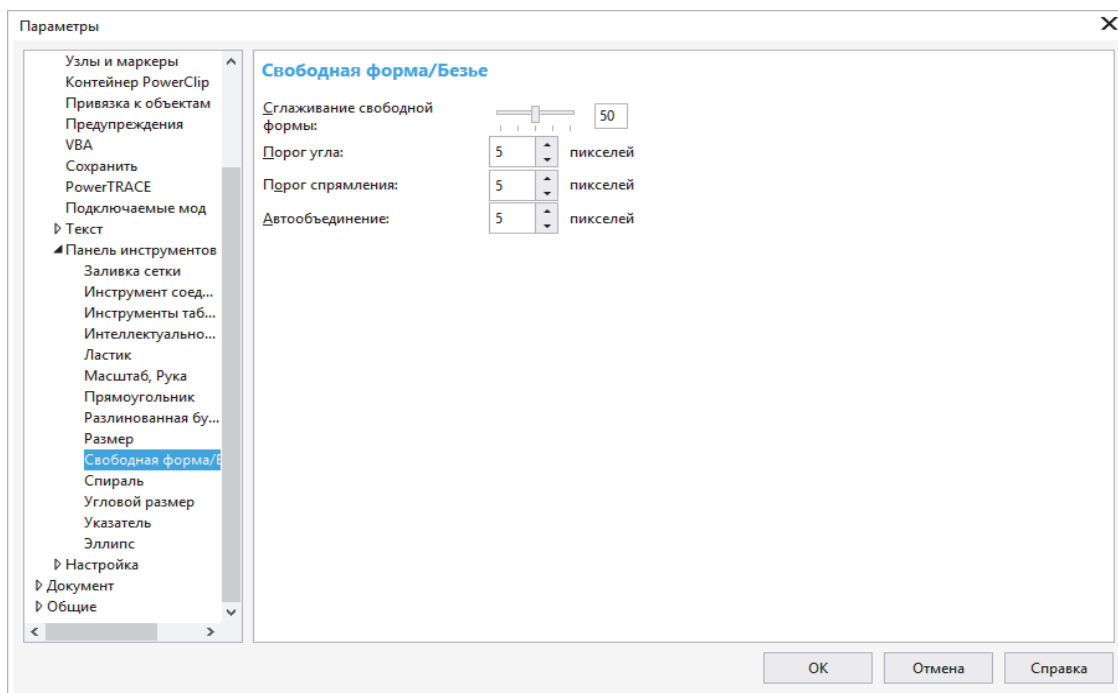 Параметры
Узлы и маркеры
Контейнер PowerClip
Привязка к объектам
Предупреждения
VBA
Сохранить
PowerTRACE
Подключаемые мод
Текст
Панель инструментов
Заливка сетки
Инструмент соед...
Инструменты таб...
Интеллектуально...
Ластик
Масштаб, Рука
Прямоугольник
Разлинованная бу...
Размер
Свободная форма/Б
Спираль
Угловой размер
Указатель
Эллипс
Настройка
Документ
Общие
Свободная форма/Безье
Сглаживание свободной
формы:
50
Порог угла: 5 пикселей
Порог спрямления: 5 пикселей
Автообъединение: 5 пикселей
ОК Отмена Справка